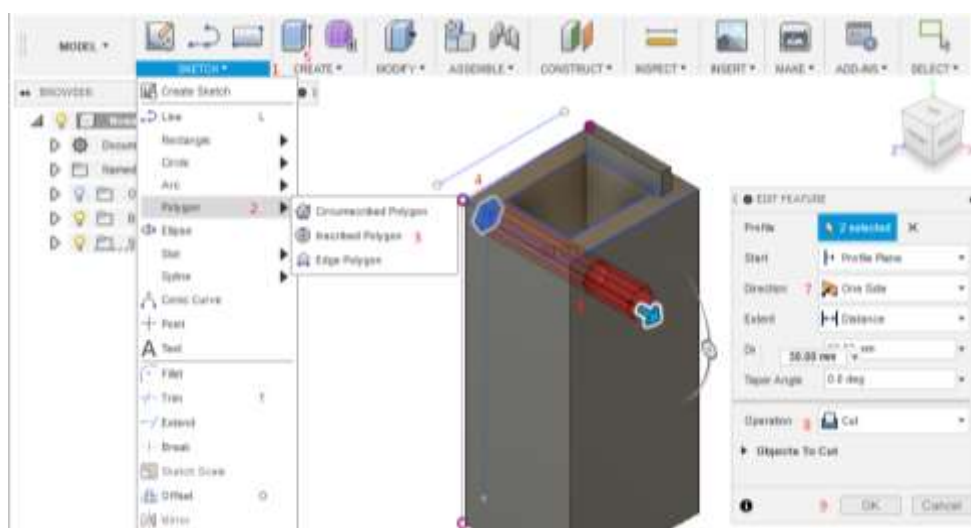 MODEL
SKETCH
1
CREATE
5
MODIFY
ASSEMBLE
CONSTRUCT
INSPECT
INSERT
MAKE
ADD-INS
SELECT
BROWSER
Create Sketch
Line L
Rectangle
Circle
Arc
Polygon 2
Ellipse
Slot
Spline
Conic Curve
Point
Text
Fillet
Trim T
Extend
Break
Sketch Scale
Offset O
Mirror
Circumscribed Polygon
Inscribed Polygon 3
Edge Polygon
4
EDIT FEATURE
Profile 2 selected
Start Profile Plane
Direction 7 One Side
Extent Distance
30.00 mm
Taper Angle 0.0 deg
Operation 8 Cut
Objects To Cut
9 OK Cancel